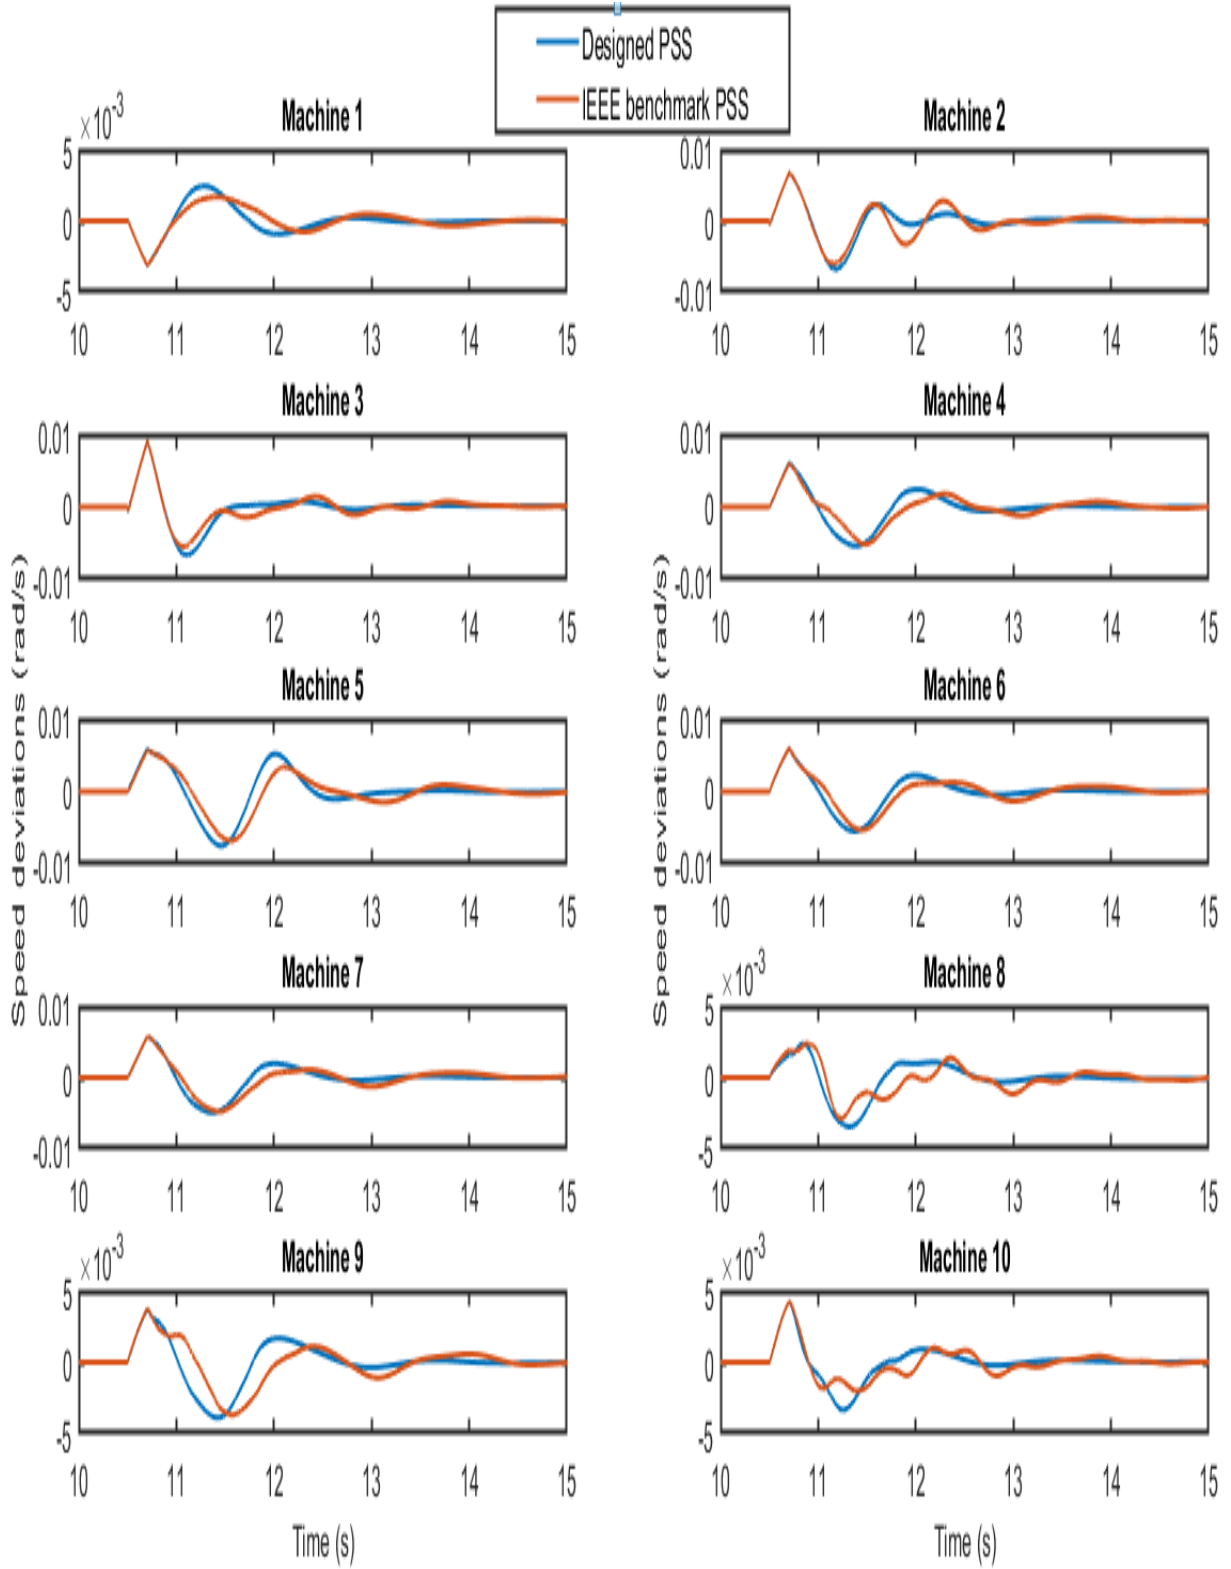 Designed PSS
IEEE benchmark PSS
Machine 1
×10-3
5
0
-5
10 11 12 13 14 15
Machine 2
0.01
0
-0.01
10 11 12 13 14 15
Machine 3
0.01
0
-0.01
10 11 12 13 14 15
Machine 4
0.01
0
-0.01
10 11 12 13 14 15
Machine 5
0.01
0
-0.01
10 11 12 13 14 15
Machine 6
0.01
0
-0.01
10 11 12 13 14 15
Machine 7
0.01
0
-0.01
10 11 12 13 14 15
Machine 8
×10-3
5
0
-5
10 11 12 13 14 15
Machine 9
×10-3
5
0
-5
10 11 12 13 14 15
Machine 10
×10-3
5
0
-5
10 11 12 13 14 15
Speed deviations (rad/s)
Speed deviations (rad/s)
Time (s)
Time (s)